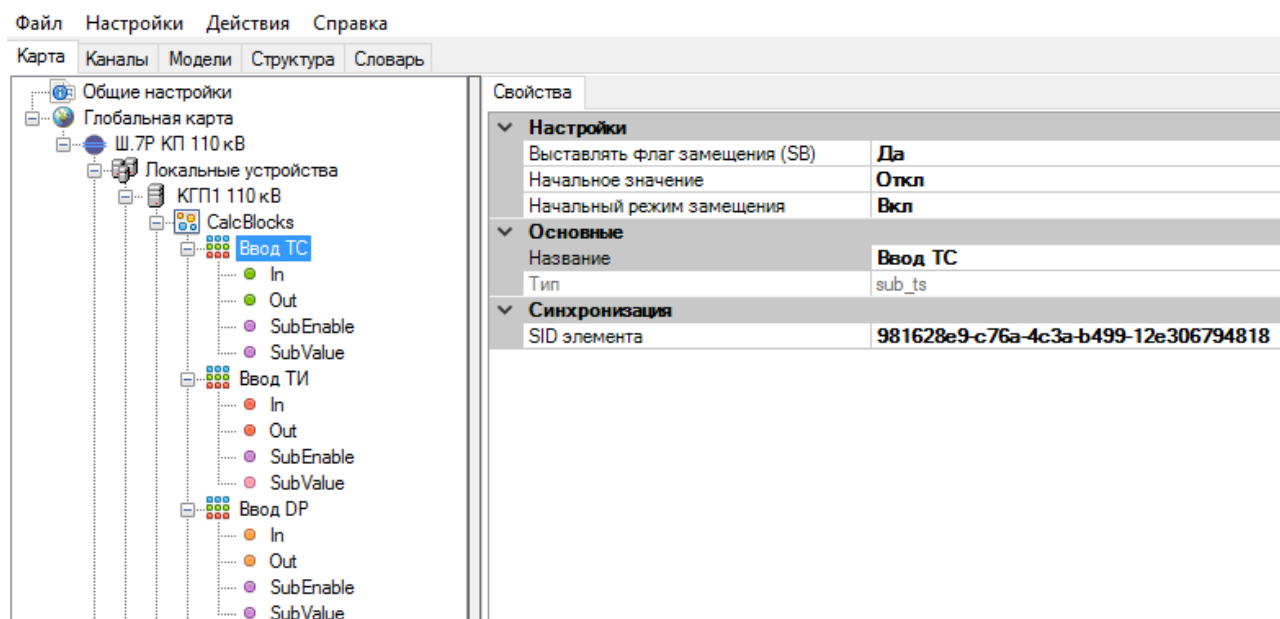 Файл Настройки Действия Справка
Карта Каналы Модели Структура Словарь
Общие настройки
Глобальная карта
Ш.7Р КП 110 кВ
Локальные устройства
КГП1 110 кВ
CalcBlocks
Ввод ТС
In
Out
SubEnable
SubValue
Ввод ТИ
In
Out
SubEnable
SubValue
Ввод DP
In
Out
SubEnable
SubValue
Свойства
Настройки
Выставлять флаг замещения (SB) Да
Начальное значение Откл
Начальный режим замещения Вкл
Основные
Название Ввод ТС
Тип sub_ts
Синхронизация
SID элемента 981628e9-c76a-4c3a-b499-12e306794818